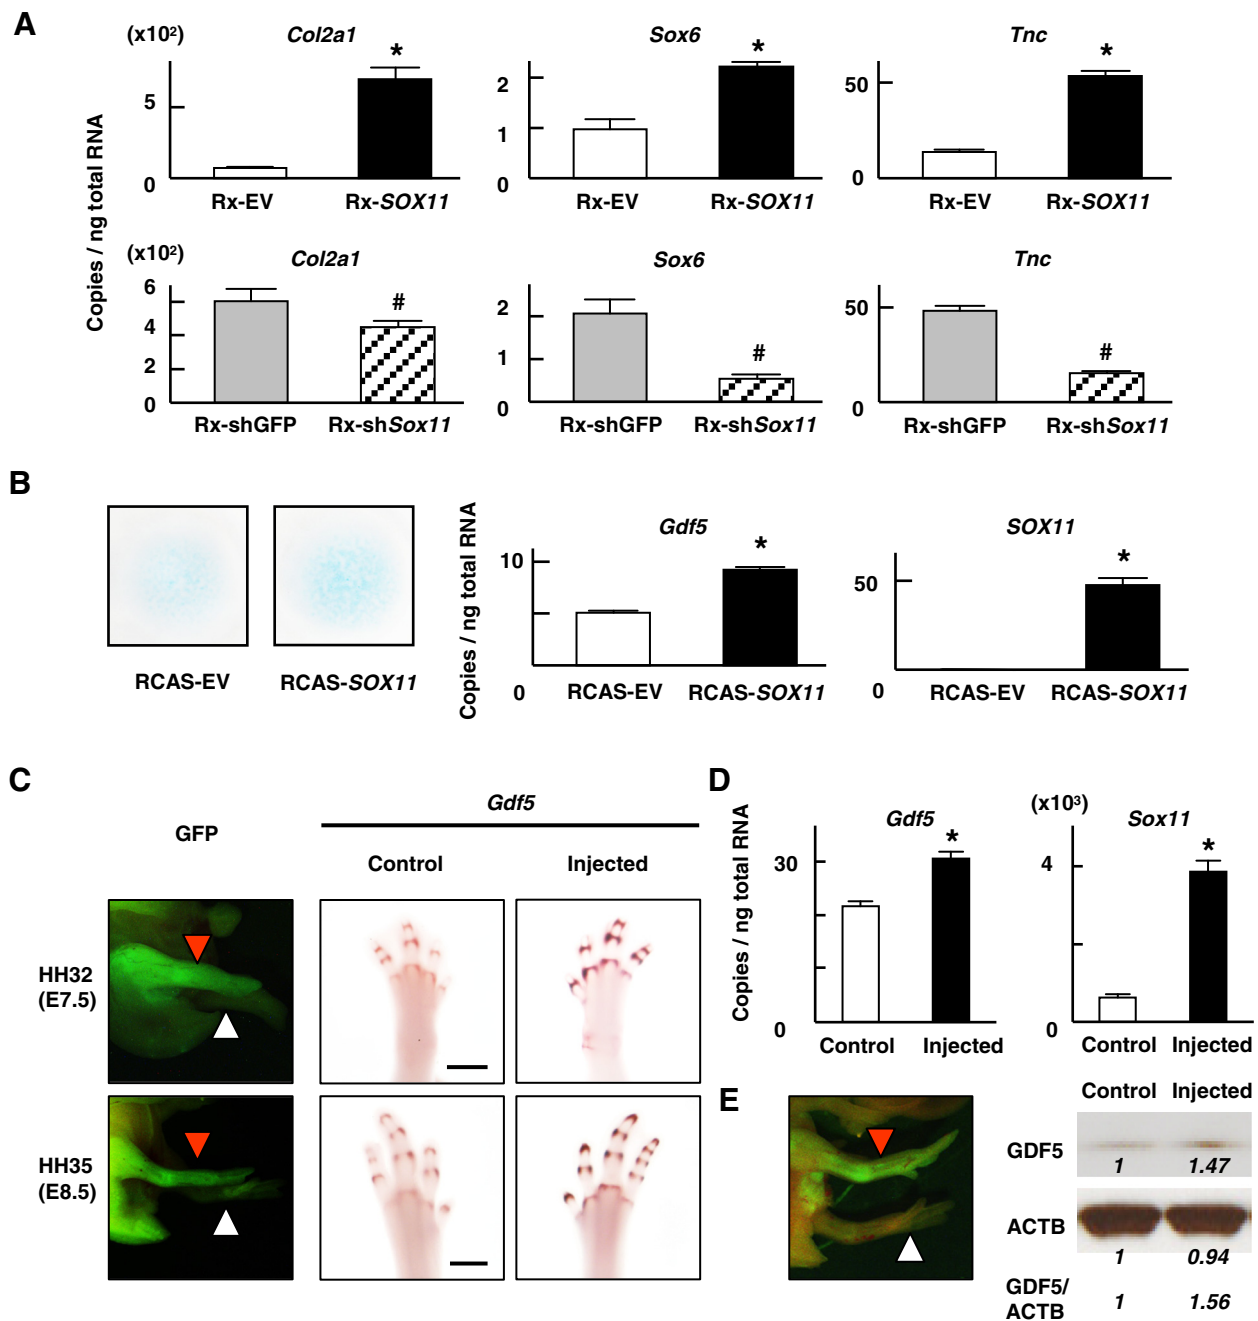 A
(x10²)
Col2a1
Sox6
Tnc
*
*
*
5
0
2
1
0
50
0
Copies / ng total RNA
Rx-EV
Rx-SOX11
Rx-EV
Rx-SOX11
Rx-EV
Rx-SOX11
(x10²)
Col2a1
Sox6
Tnc
6
4
2
0
#
2
1
0
#
50
0
#
Rx-shGFP
Rx-shSox11
Rx-shGFP
Rx-shSox11
Rx-shGFP
Rx-shSox11
B
RCAS-EV
RCAS-SOX11
Copies / ng total RNA
Gdf5
*
10
0
RCAS-EV
RCAS-SOX11
SOX11
*
50
0
RCAS-EV
RCAS-SOX11
C
GFP
Gdf5
Control
Injected
HH32
(E7.5)
HH35
(E8.5)
D
Copies / ng total RNA
Gdf5
*
30
0
Control
Injected
(x10³)
Sox11
*
4
0
Control
Injected
E
Control
Injected
GDF5
1
1.47
ACTB
1
0.94
GDF5/
ACTB
1
1.56